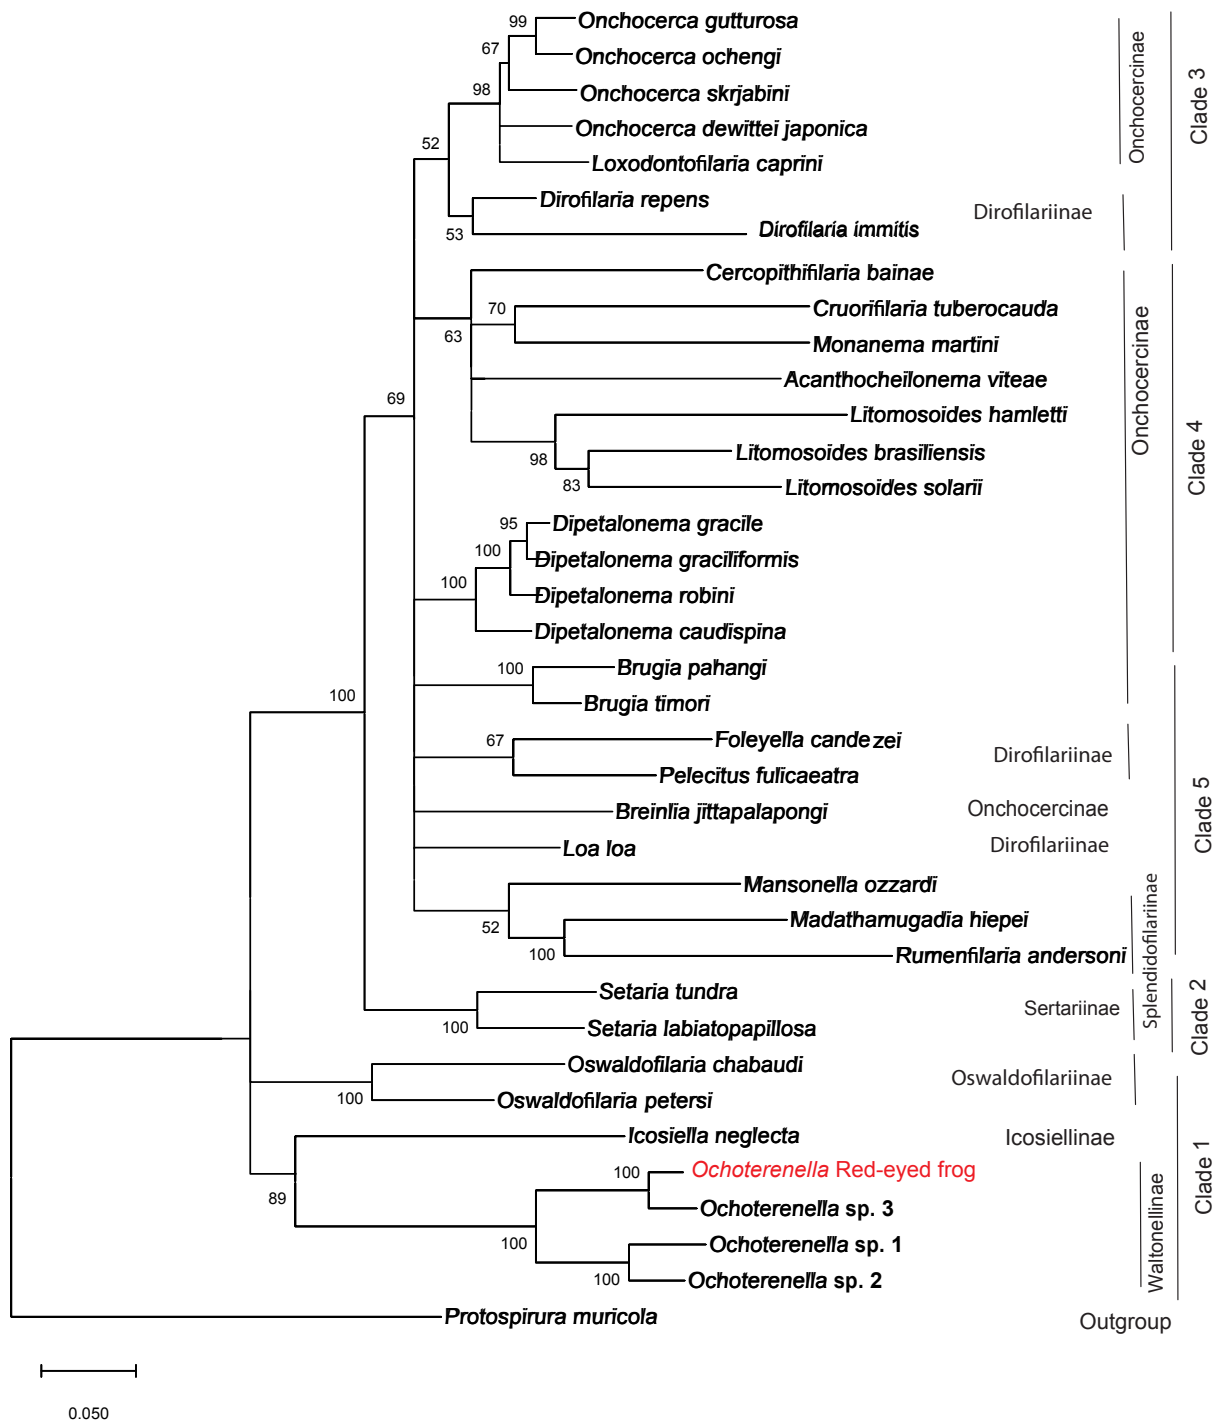 99
Onchocerca gutturosa
67
Onchocerca ochengi
98
Onchocerca skrjabini
Onchocerca dewittei japonica
52
Loxodontofilaria caprini
Onchocercinae
Clade 3
Dirofilaria repens
Dirofilariinae
53
Dirofilaria immitis
Cercopithifilaria bainae
70
Cruorifilaria tuberocauda
63
Monanema martini
Acanthocheilonema viteae
69
Litomosoides hamletti
98
Litomosoides brasiliensis
83
Litomosoides solarii
Onchocercinae
Clade 4
95
Dipetalonema gracile
100
Dipetalonema graciliformis
100
Dipetalonema robini
Dipetalonema caudispina
100
Brugia pahangi
100
Brugia timori
67
Foleyella candezei
Dirofilariinae
Pelecitus fulicaeatra
Breinlia jittapalapongi
Onchocercinae
Loa loa
Dirofilariinae
Clade 5
Mansonella ozzardi
52
Madathamugadia hiepei
100
Rumenfilaria andersoni
Splendidofilariinae
Setaria tundra
Sertariinae
100
Setaria labiatopapillosa
Clade 2
Oswaldofilaria chabaudi
Oswaldofilariinae
100
Oswaldofilaria petersi
Icosiella neglecta
Icosiellinae
100
Ochoterenella Red-eyed frog
89
Ochoterenella sp. 3
100
Ochoterenella sp. 1
100
Ochoterenella sp. 2
Waltonellinae
Clade 1
Protospirura muricola
Outgroup
0.050